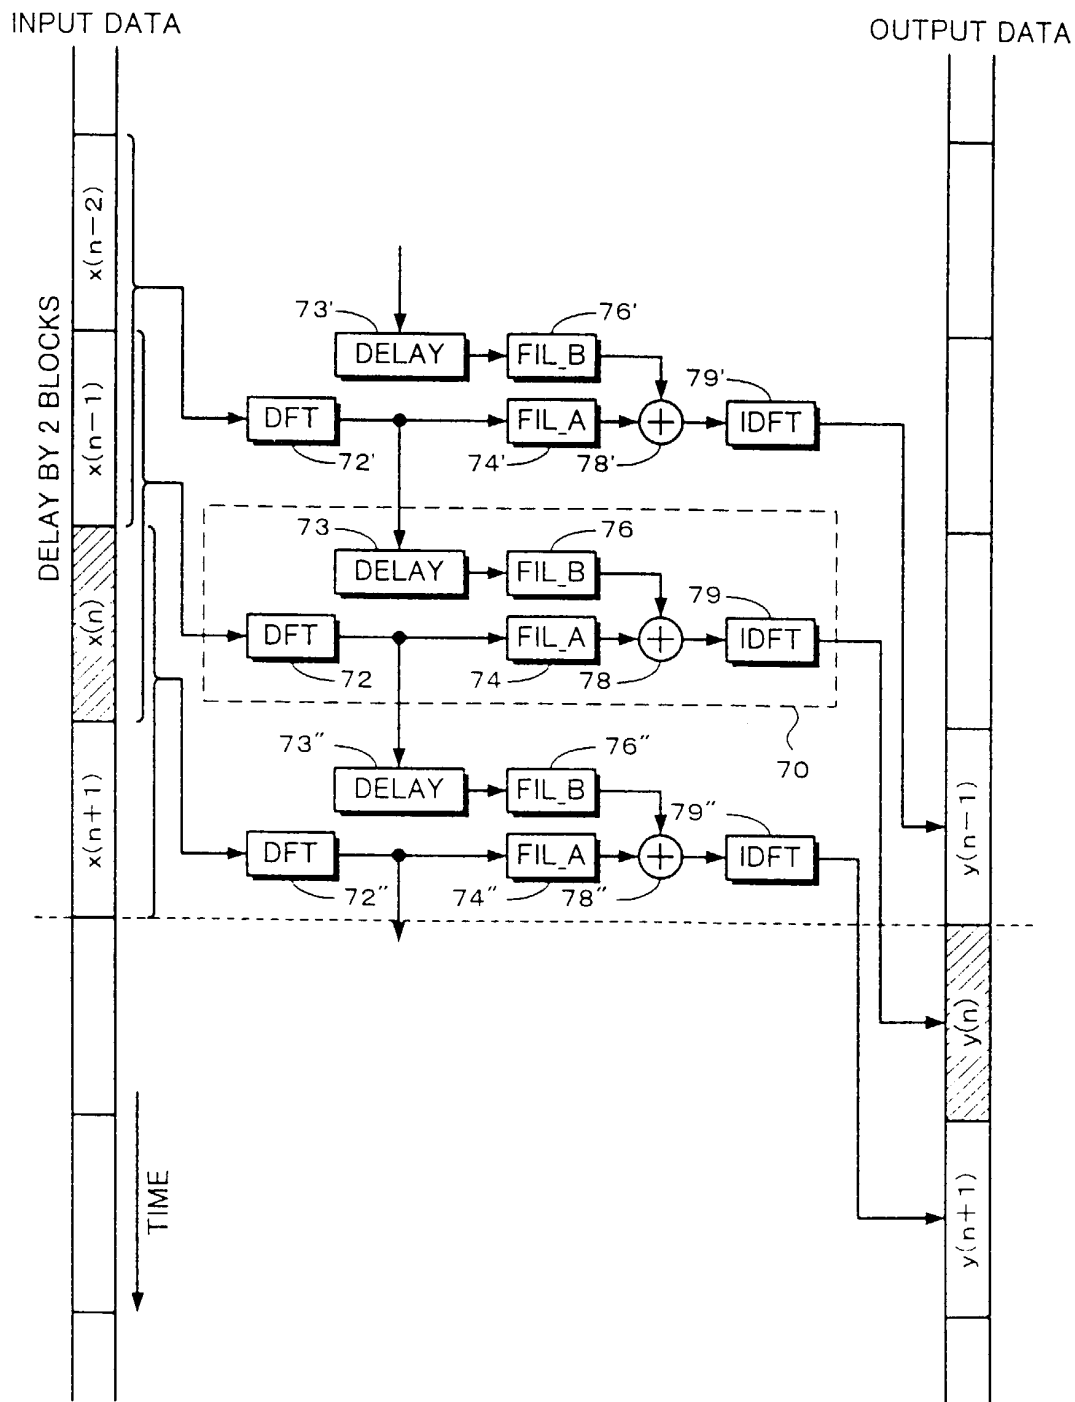 INPUT DATA
OUTPUT DATA
DELAY BY 2 BLOCKS
x(n-2)
x(n-1)
x(n)
x(n+1)
73'
DELAY
76'
FIL_B
79'
DFT
72'
FIL_A
74'
+
78'
IDFT
73
DELAY
76
FIL_B
79
DFT
72
FIL_A
74
+
78
IDFT
70
73"
DELAY
76"
FIL_B
79"
DFT
72"
FIL_A
74"
+
78"
IDFT
y(n-1)
y(n)
y(n+1)
TIME